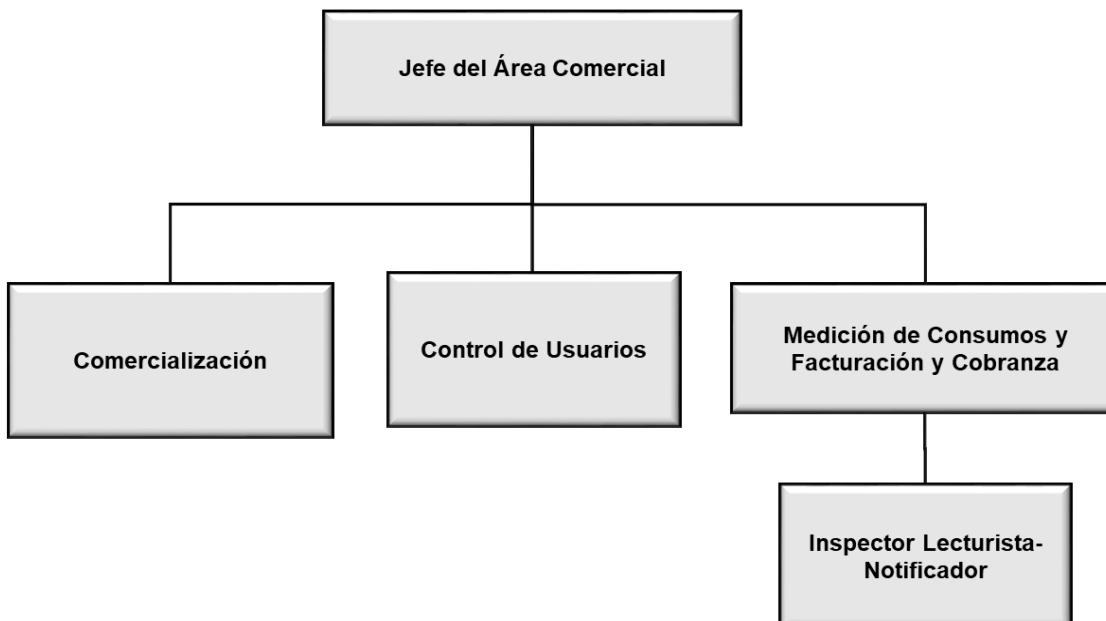 Jefe del Área Comercial
Comercialización
Control de Usuarios
Medición de Consumos y
Facturación y Cobranza
Inspector Lecturista-
Notificador